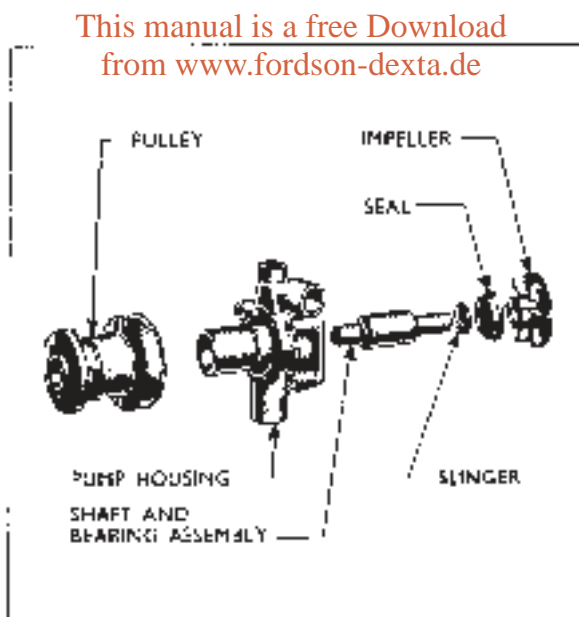 This manual is a free Download
from www.fordson-dexta.de
PULLEY
IMPELLER
SEAL
PUMP HOUSING
SLINGER
SHAFT AND
BEARING ASSEMBLY